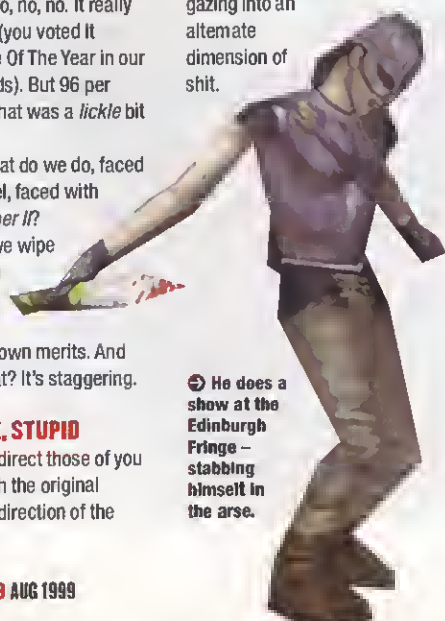 o, no, no. It really
(you voted it
Of The Year in our
ds). But 96 per
hat was a lickle bit
at do we do, faced
el, faced with
per II?
we wipe
own merits. And
at? It's staggering.
, STUPID
direct those of you
h the original
direction of the
AUG 1999
gazing into an
alternate
dimension of
shit.
He does a
show at the
Edinburgh
Fringe –
stabbing
himself in
the arse.